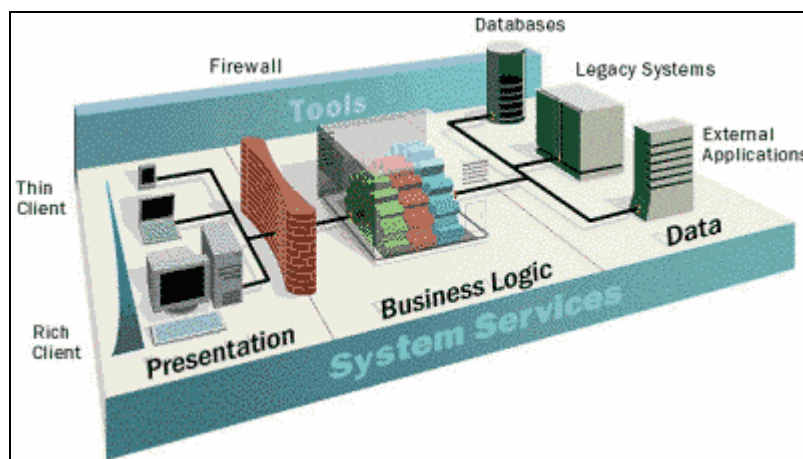 Databases
Firewall
Legacy Systems
Tools
External
Applications
Thin
Client
Data
Business Logic
Rich
Client
Presentation
System Services